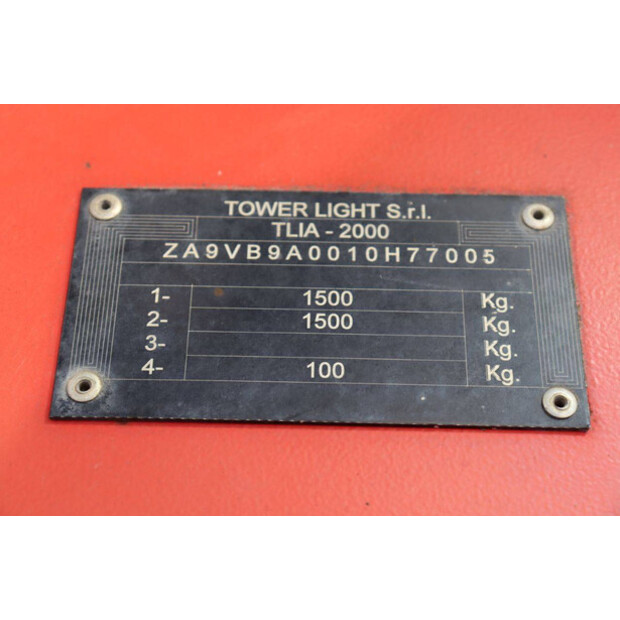 TOWER LIGHT S.r.l.
TLIA - 2000
ZA9VB9A0010H77005
1- 1500 Kg.
2- 1500 Kg.
3- Kg.
4- 100 Kg.